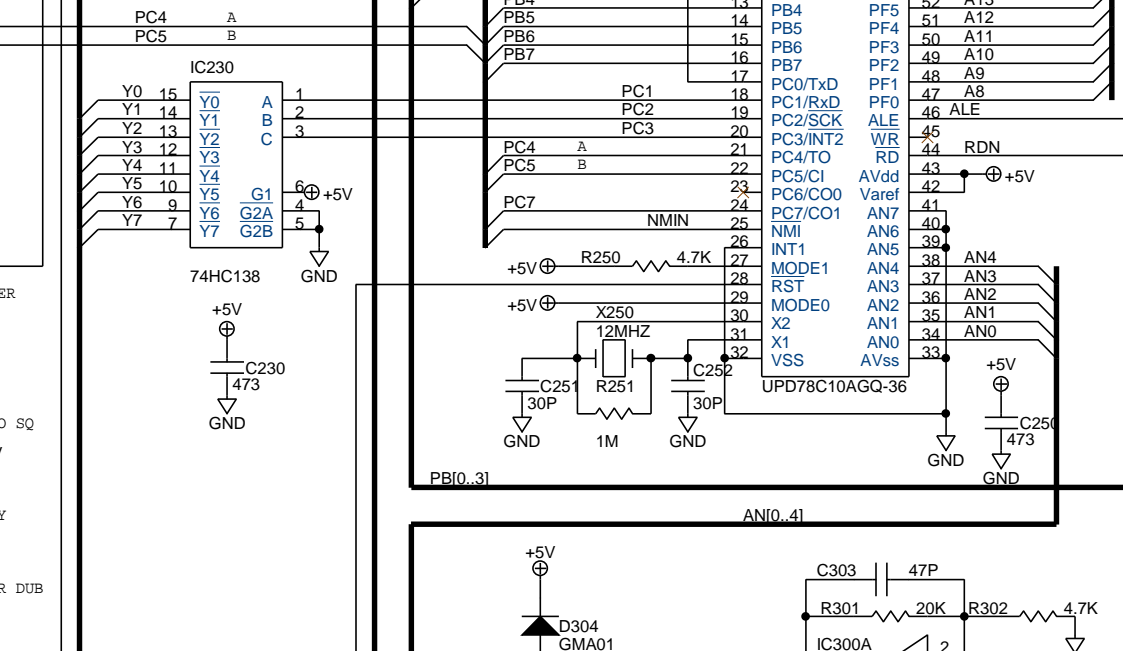 PB4 13 PB4 PF5 52 A13
PC4 A PB5 14 PB5 PF4 51 A12
PC5 B PB6 15 PB6 PF3 50 A11
PB7 16 PB7 PF2 49 A10
IC230 17 PC0/TxD PF1 48 A9
Y0 15 Y0 A 1 PC1 18 PC1/RxD PF0 47 A8
Y1 14 Y1 B 2 PC2 19 PC2/SCK ALE 46 ALE
Y2 13 Y2 C 3 PC3 20 PC3/INT2 WR 45
Y3 12 Y3 PC4 A 21 PC4/TO RD 44 RDN
Y4 11 Y4 PC5 B 22 PC5/CI AVdd 43 +5V
Y5 10 Y5 G1 6 +5V 23 PC6/CO0 Varef 42
Y6 9 Y6 G2A 4 PC7 24 PC7/CO1 AN7 41
Y7 7 Y7 G2B 5 NMIN 25 NMI AN6 40
26 INT1 AN5 39
74HC138 GND +5V R250 4.7K 27 MODE1 AN4 38 AN4
28 RST AN3 37 AN3
ER +5V 29 MODE0 AN2 36 AN2
+5V X250 30 X2 AN1 35 AN1
12MHZ 31 X1 AN0 34 AN0
32 VSS AVss 33
C230 C252 +5V
473 C251 R251 UPD78C10AGQ-36
30P 30P
GND C250
O SQ GND 1M GND 473
GND
PB[0..3] GND
Y AN[0..4]
+5V
C303 47P
R DUB R301 20K R302 4.7K
D304
GMA01 IC300A 2